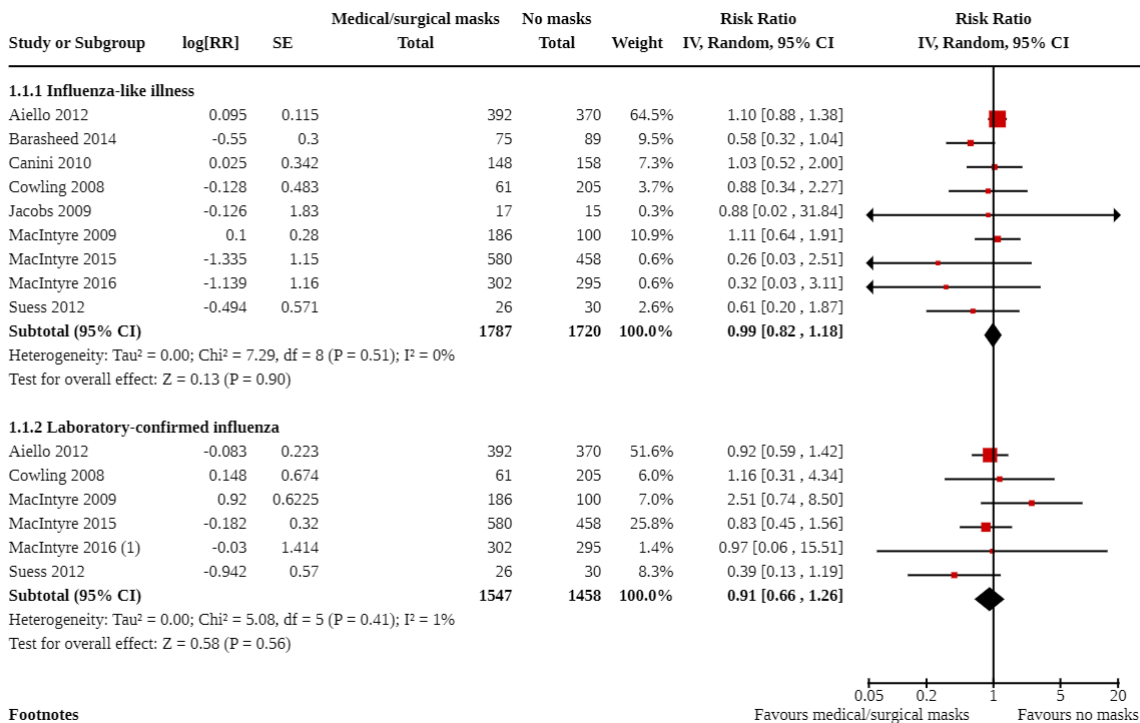 Medical/surgical masks No masks Risk Ratio Risk Ratio
Study or Subgroup log[RR] SE Total Total Weight IV, Random, 95% CI IV, Random, 95% CI
1.1.1 Influenza-like illness
Aiello 2012 0.095 0.115 392 370 64.5% 1.10 [0.88 , 1.38]
Barasheed 2014 -0.55 0.3 75 89 9.5% 0.58 [0.32 , 1.04]
Canini 2010 0.025 0.342 148 158 7.3% 1.03 [0.52 , 2.00]
Cowling 2008 -0.128 0.483 61 205 3.7% 0.88 [0.34 , 2.27]
Jacobs 2009 -0.126 1.83 17 15 0.3% 0.88 [0.02 , 31.84]
MacIntyre 2009 0.1 0.28 186 100 10.9% 1.11 [0.64 , 1.91]
MacIntyre 2015 -1.335 1.15 580 458 0.6% 0.26 [0.03 , 2.51]
MacIntyre 2016 -1.139 1.16 302 295 0.6% 0.32 [0.03 , 3.11]
Suess 2012 -0.494 0.571 26 30 2.6% 0.61 [0.20 , 1.87]
Subtotal (95% CI) 1787 1720 100.0% 0.99 [0.82 , 1.18]
Heterogeneity: Tau² = 0.00; Chi² = 7.29, df = 8 (P = 0.51); I² = 0%
Test for overall effect: Z = 0.13 (P = 0.90)
1.1.2 Laboratory-confirmed influenza
Aiello 2012 -0.083 0.223 392 370 51.6% 0.92 [0.59 , 1.42]
Cowling 2008 0.148 0.674 61 205 6.0% 1.16 [0.31 , 4.34]
MacIntyre 2009 0.92 0.6225 186 100 7.0% 2.51 [0.74 , 8.50]
MacIntyre 2015 -0.182 0.32 580 458 25.8% 0.83 [0.45 , 1.56]
MacIntyre 2016 (1) -0.03 1.414 302 295 1.4% 0.97 [0.06 , 15.51]
Suess 2012 -0.942 0.57 26 30 8.3% 0.39 [0.13 , 1.19]
Subtotal (95% CI) 1547 1458 100.0% 0.91 [0.66 , 1.26]
Heterogeneity: Tau² = 0.00; Chi² = 5.08, df = 5 (P = 0.41); I² = 1%
Test for overall effect: Z = 0.58 (P = 0.56)
0.05 0.2 1 5 20
Footnotes Favours medical/surgical masks Favours no masks